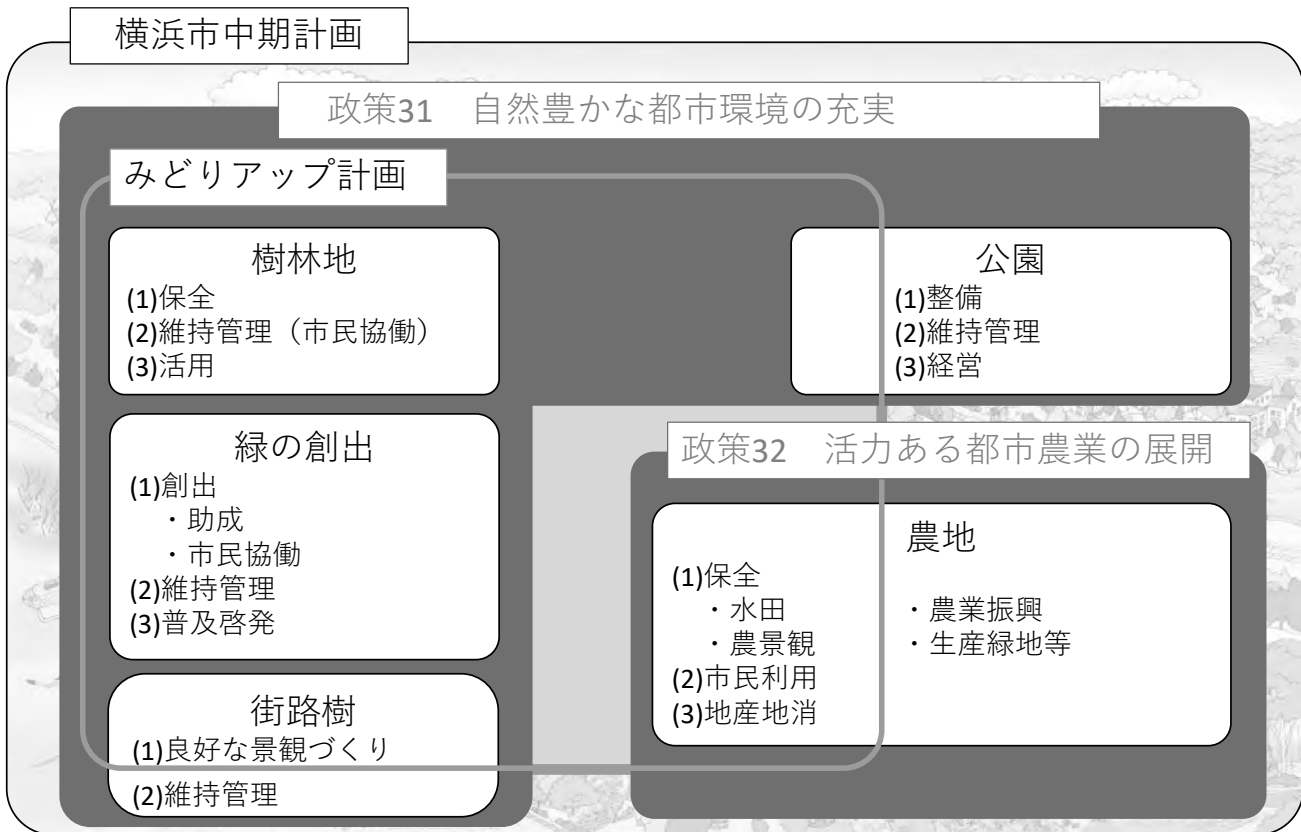 横浜市中期計画
政策31　自然豊かな都市環境の充実
みどりアップ計画
樹林地
(1)保全
(2)維持管理（市民協働）
(3)活用
公園
(1)整備
(2)維持管理
(3)経営
緑の創出
(1)創出
・助成
・市民協働
(2)維持管理
(3)普及啓発
政策32　活力ある都市農業の展開
農地
(1)保全
・水田　・農業振興
・農景観　・生産緑地等
(2)市民利用
(3)地産地消
街路樹
(1)良好な景観づくり
(2)維持管理